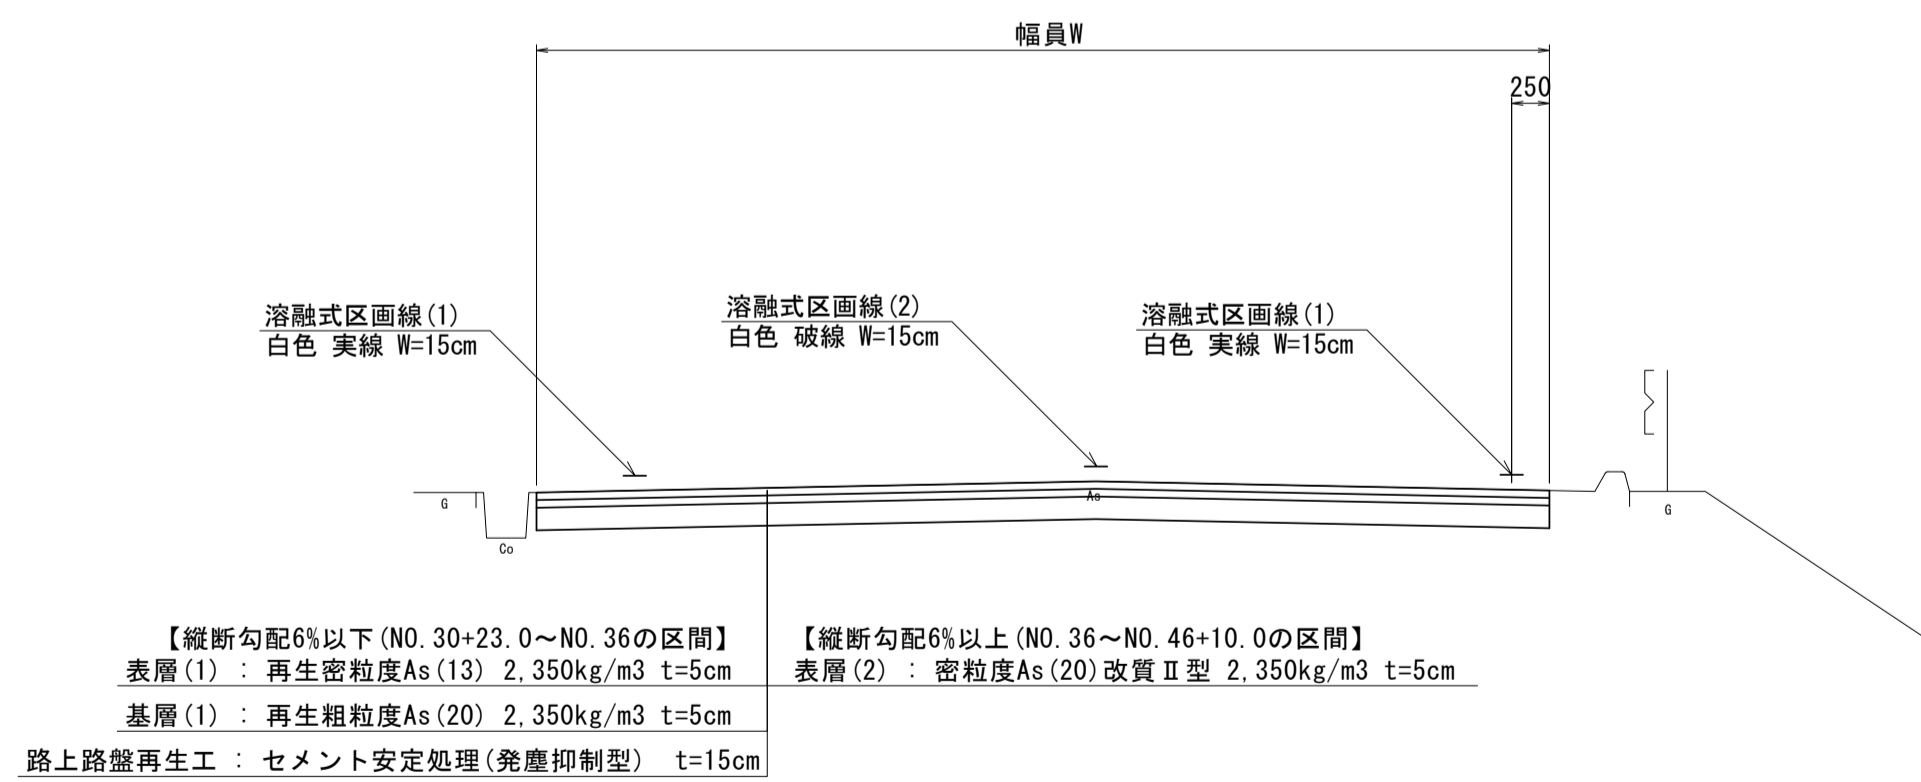 幅員W
250
溶融式区画線(1)
白色 実線 W=15cm
溶融式区画線(2)
白色 破線 W=15cm
溶融式区画線(1)
白色 実線 W=15cm
G
Co
As
G
【縦断勾配6%以下(NO.30+23.0～NO.36の区間】
表層(1) : 再生密粒度As(13) 2,350kg/m3 t=5cm
基層(1) : 再生粗粒度As(20) 2,350kg/m3 t=5cm
路上路盤再生工 : セメント安定処理(発塵抑制型) t=15cm
【縦断勾配6%以上(NO.36～NO.46+10.0の区間】
表層(2) : 密粒度As(20)改質Ⅱ型 2,350kg/m3 t=5cm